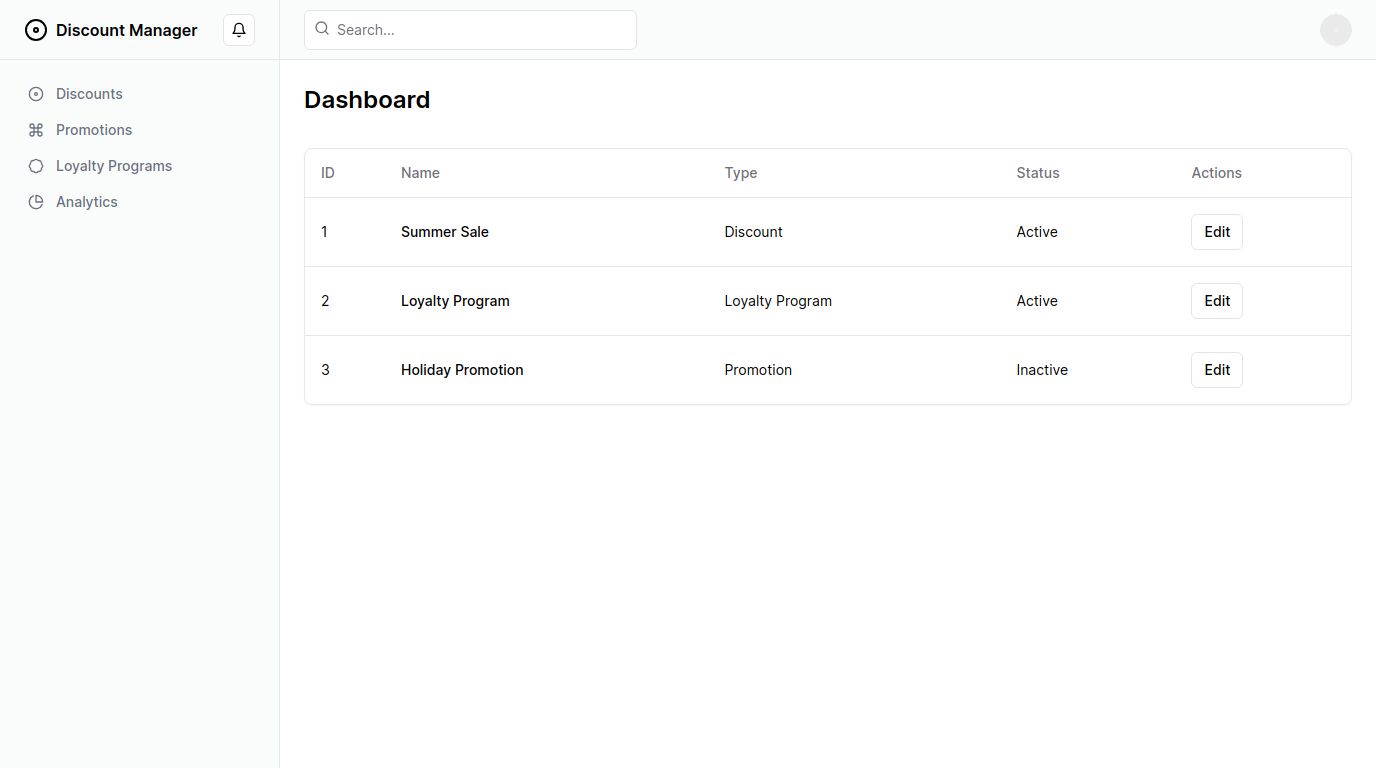 Discount Manager
Search...
Discounts
Promotions
Loyalty Programs
Analytics
Dashboard
ID Name Type Status Actions
1 Summer Sale Discount Active Edit
2 Loyalty Program Loyalty Program Active Edit
3 Holiday Promotion Promotion Inactive Edit